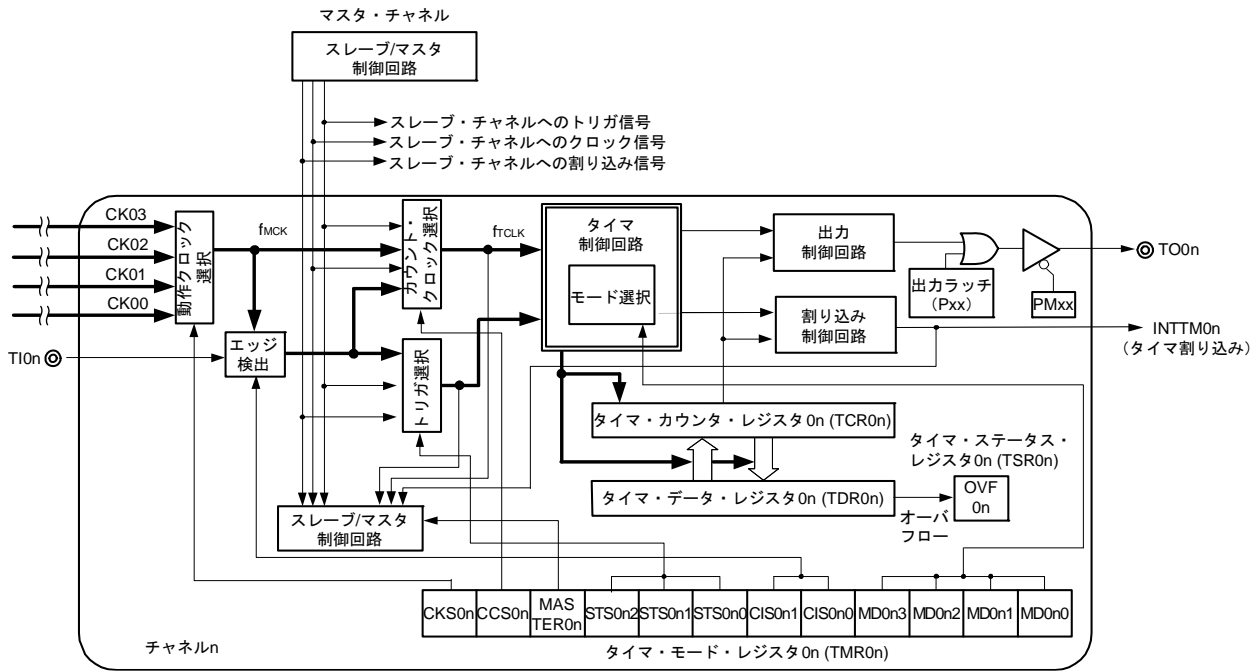 マスタ・チャネル
スレーブ/マスタ
制御回路
スレーブ・チャネルへのトリガ信号
スレーブ・チャネルへのクロック信号
スレーブ・チャネルへの割り込み信号
CK03
CK02
CK01
CK00
動作クロック
選択
fMCK
カウント・
クロック選択
fTCLK
タイマ
制御回路
モード選択
出力
制御回路
出力ラッチ
(Pxx)
PMxx
TO0n
割り込み
制御回路
INTTM0n
(タイマ割り込み)
TI0n
エッジ
検出
トリガ選択
タイマ・カウンタ・レジスタ0n (TCR0n)
タイマ・ステータス・
レジスタ0n (TSR0n)
タイマ・データ・レジスタ0n (TDR0n)
OVF
0n
オーバ
フロー
スレーブ/マスタ
制御回路
CKS0n CCS0n MAS
TER0n STS0n2 STS0n1 STS0n0 CIS0n1 CIS0n0 MD0n3 MD0n2 MD0n1 MD0n0
チャネルn
タイマ・モード・レジスタ0n (TMR0n)